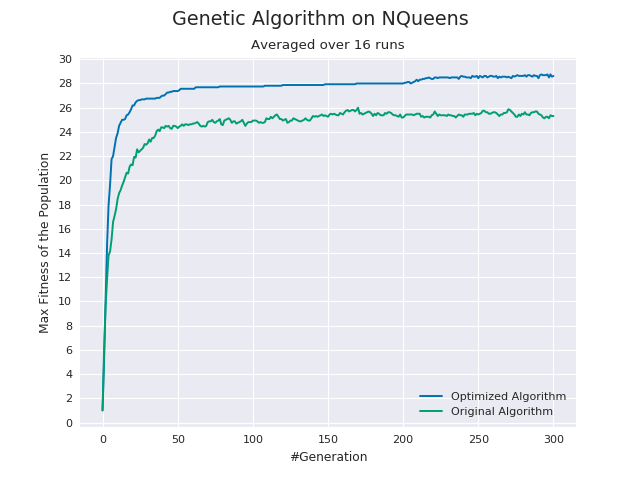 Genetic Algorithm on NQueens
Averaged over 16 runs
Max Fitness of the Population
30
28
26
24
22
20
18
16
14
12
10
8
6
4
2
0
Optimized Algorithm
Original Algorithm
0 50 100 150 200 250 300
#Generation